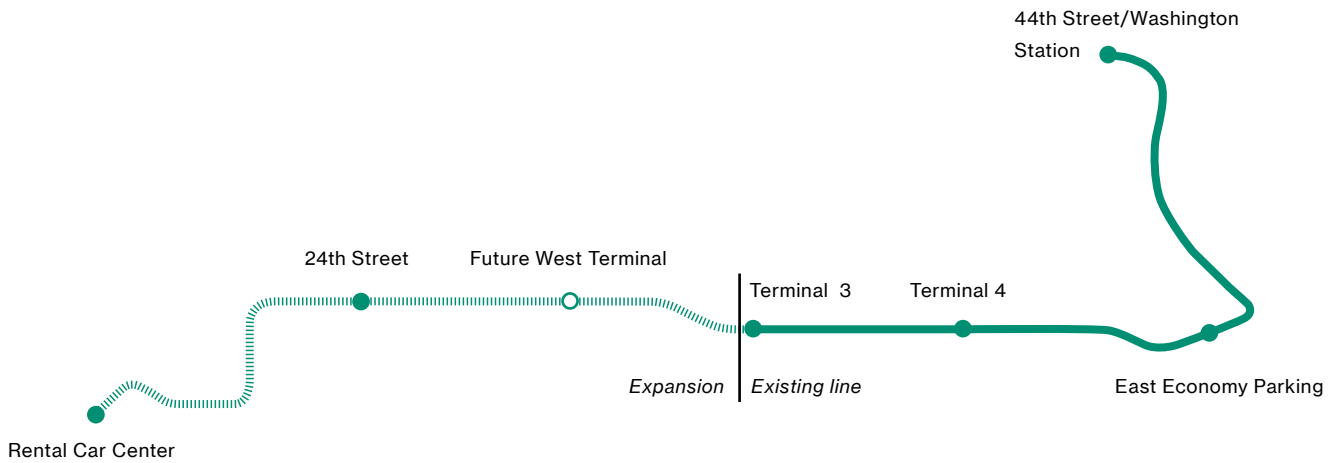 44th Street/Washington
Station
24th Street
Future West Terminal
Terminal 3
Terminal 4
Expansion
Existing line
East Economy Parking
Rental Car Center